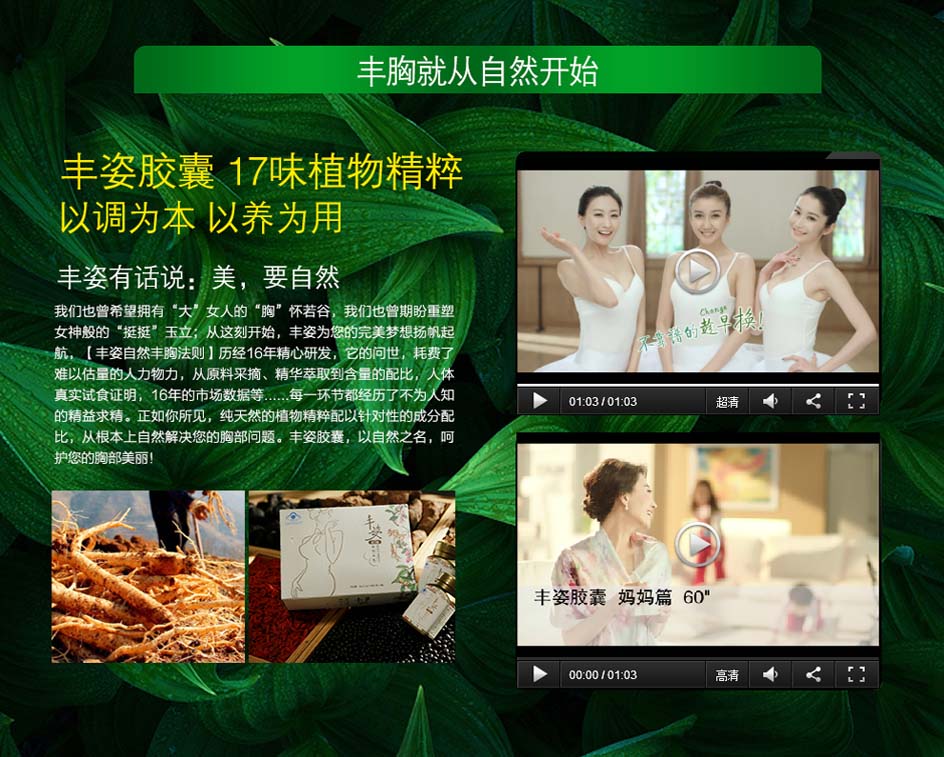 丰胸就从自然开始
丰姿胶囊 17味植物精粹
以调为本 以养为用
丰姿有话说：美，要自然
我们也曾希望拥有“大”女人的“胸”怀若谷，我们也曾期盼重塑
女神般的“挺挺”玉立；从这刻开始，丰姿为您的完美梦想扬帆起
航，【丰姿自然丰胸法则】历经16年精心研发，它的问世，耗费了
难以估量的人力物力，从原料采摘、精华萃取到含量的配比，人体
真实试食证明，16年的市场数据等......每一环节都经历了不为人知
的精益求精。正如你所见，纯天然的植物精粹配以针对性的成分配
比，从根本上自然解决您的胸部问题。丰姿胶囊，以自然之名，呵
护您的胸部美丽！
丰姿
Change
不靠谱的趁早换！
01:03 / 01:03
超清
丰姿胶囊 妈妈篇 60"
00:00 / 01:03
高清